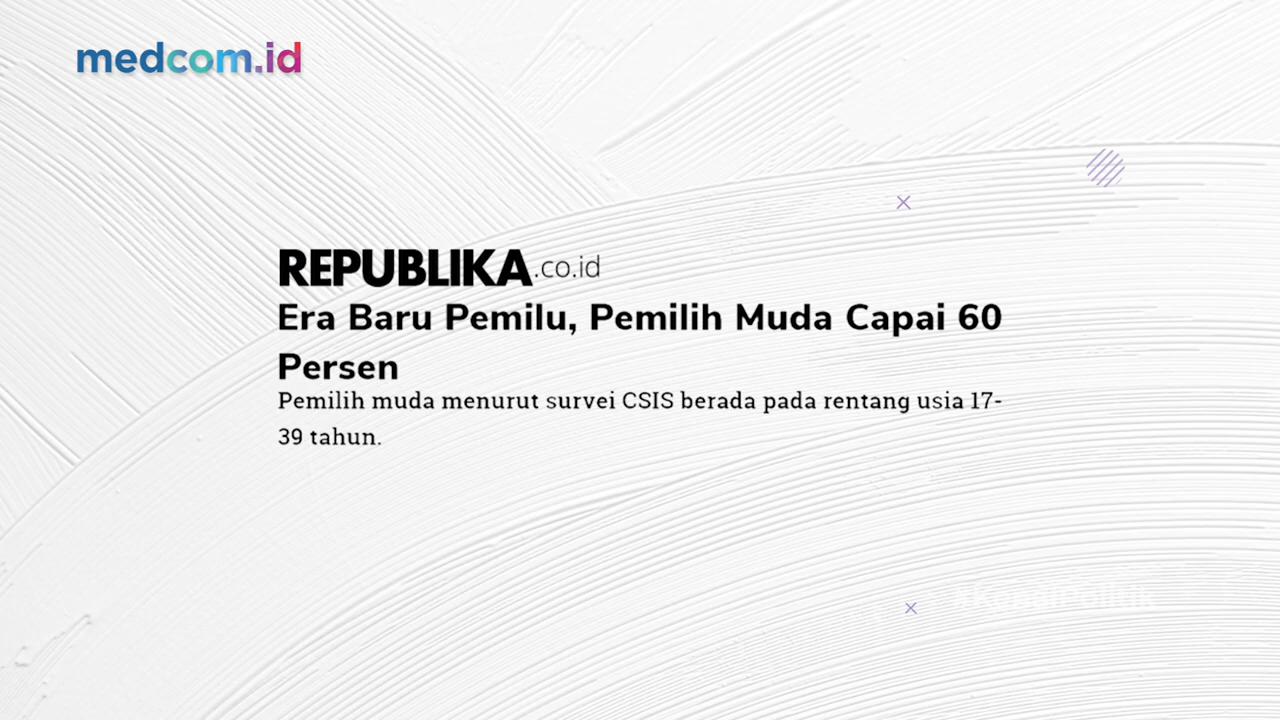 medcom.id
REPUBLIKA.co.id
Era Baru Pemilu, Pemilih Muda Capai 60
Persen
Pemilih muda menurut survei CSIS berada pada rentang usia 17-
39 tahun.